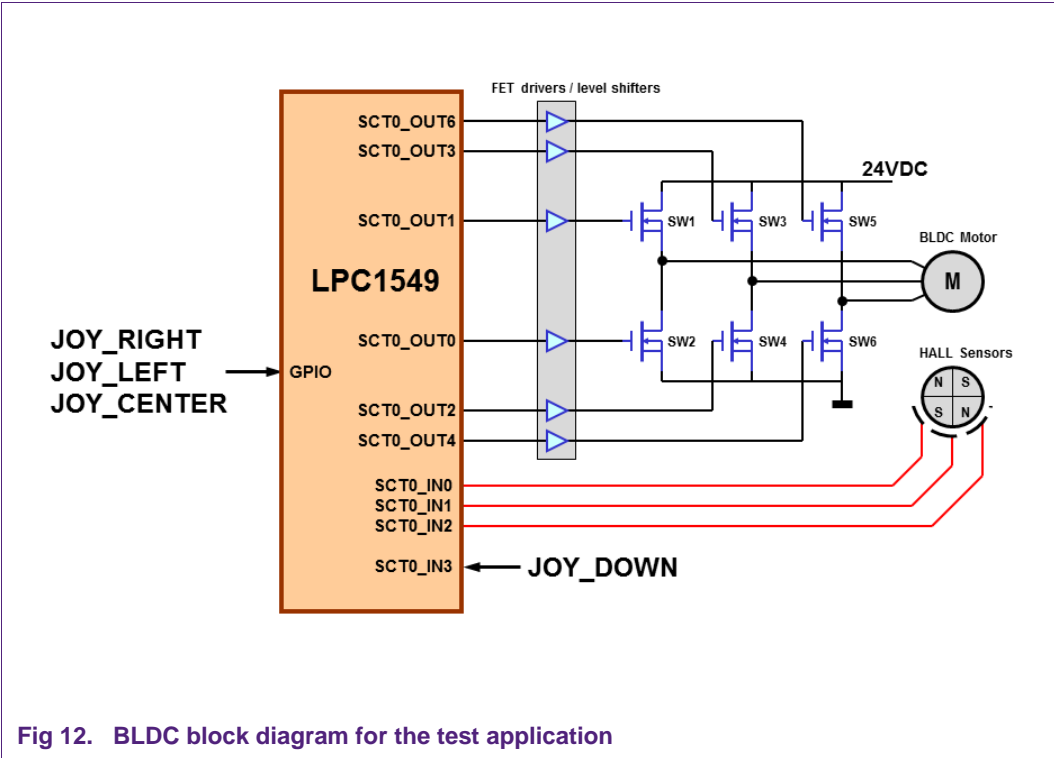 FET drivers / level shifters
SCT0_OUT6
SCT0_OUT3
24VDC
SCT0_OUT1
SW1
SW3
SW5
BLDC Motor
LPC1549
M
JOY_RIGHT
JOY_LEFT
JOY_CENTER
GPIO
SCT0_OUT0
SW2
SW4
SW6
HALL Sensors
N S
S N
SCT0_OUT2
SCT0_OUT4
SCT0_IN0
SCT0_IN1
SCT0_IN2
SCT0_IN3
JOY_DOWN
Fig 12. BLDC block diagram for the test application